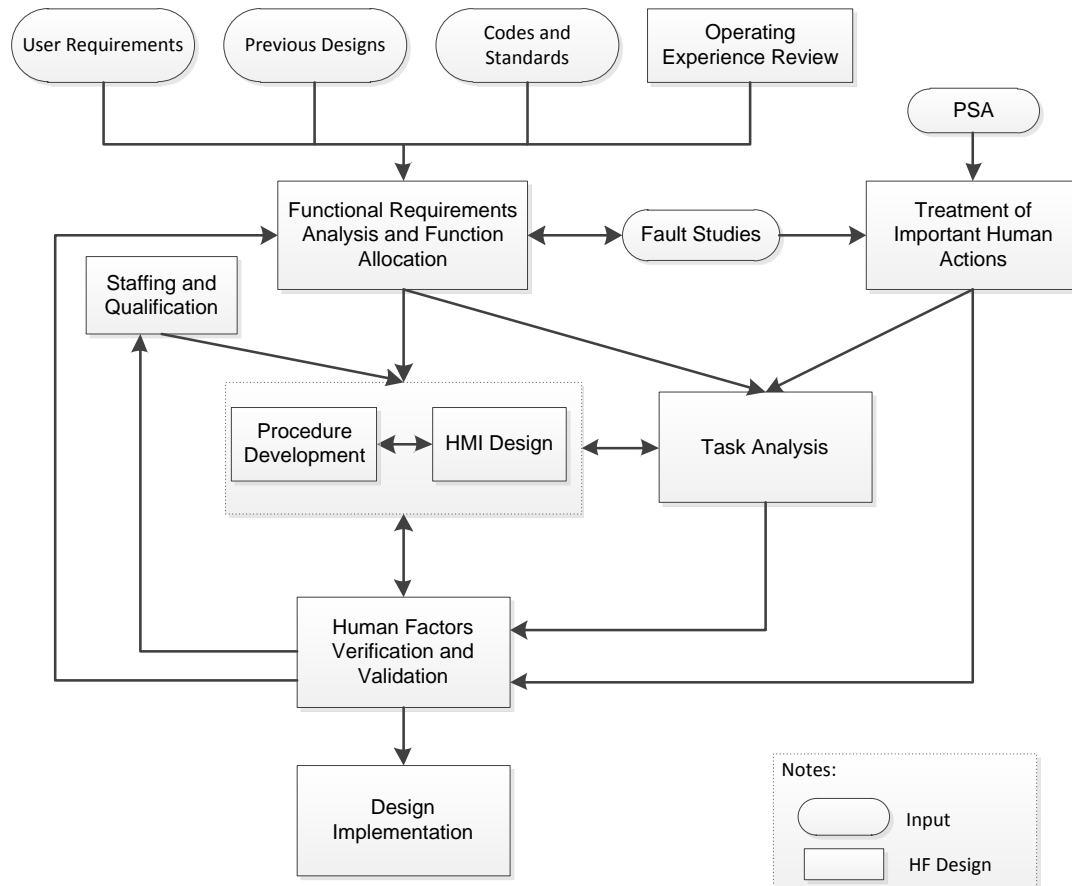 User Requirements
Previous Designs
Codes and
Standards
Operating
Experience Review
PSA
Functional Requirements
Analysis and Function
Allocation
Fault Studies
Treatment of
Important Human
Actions
Staffing and
Qualification
Procedure
Development
HMI Design
Task Analysis
Human Factors
Verification and
Validation
Design
Implementation
Notes:
Input
HF Design